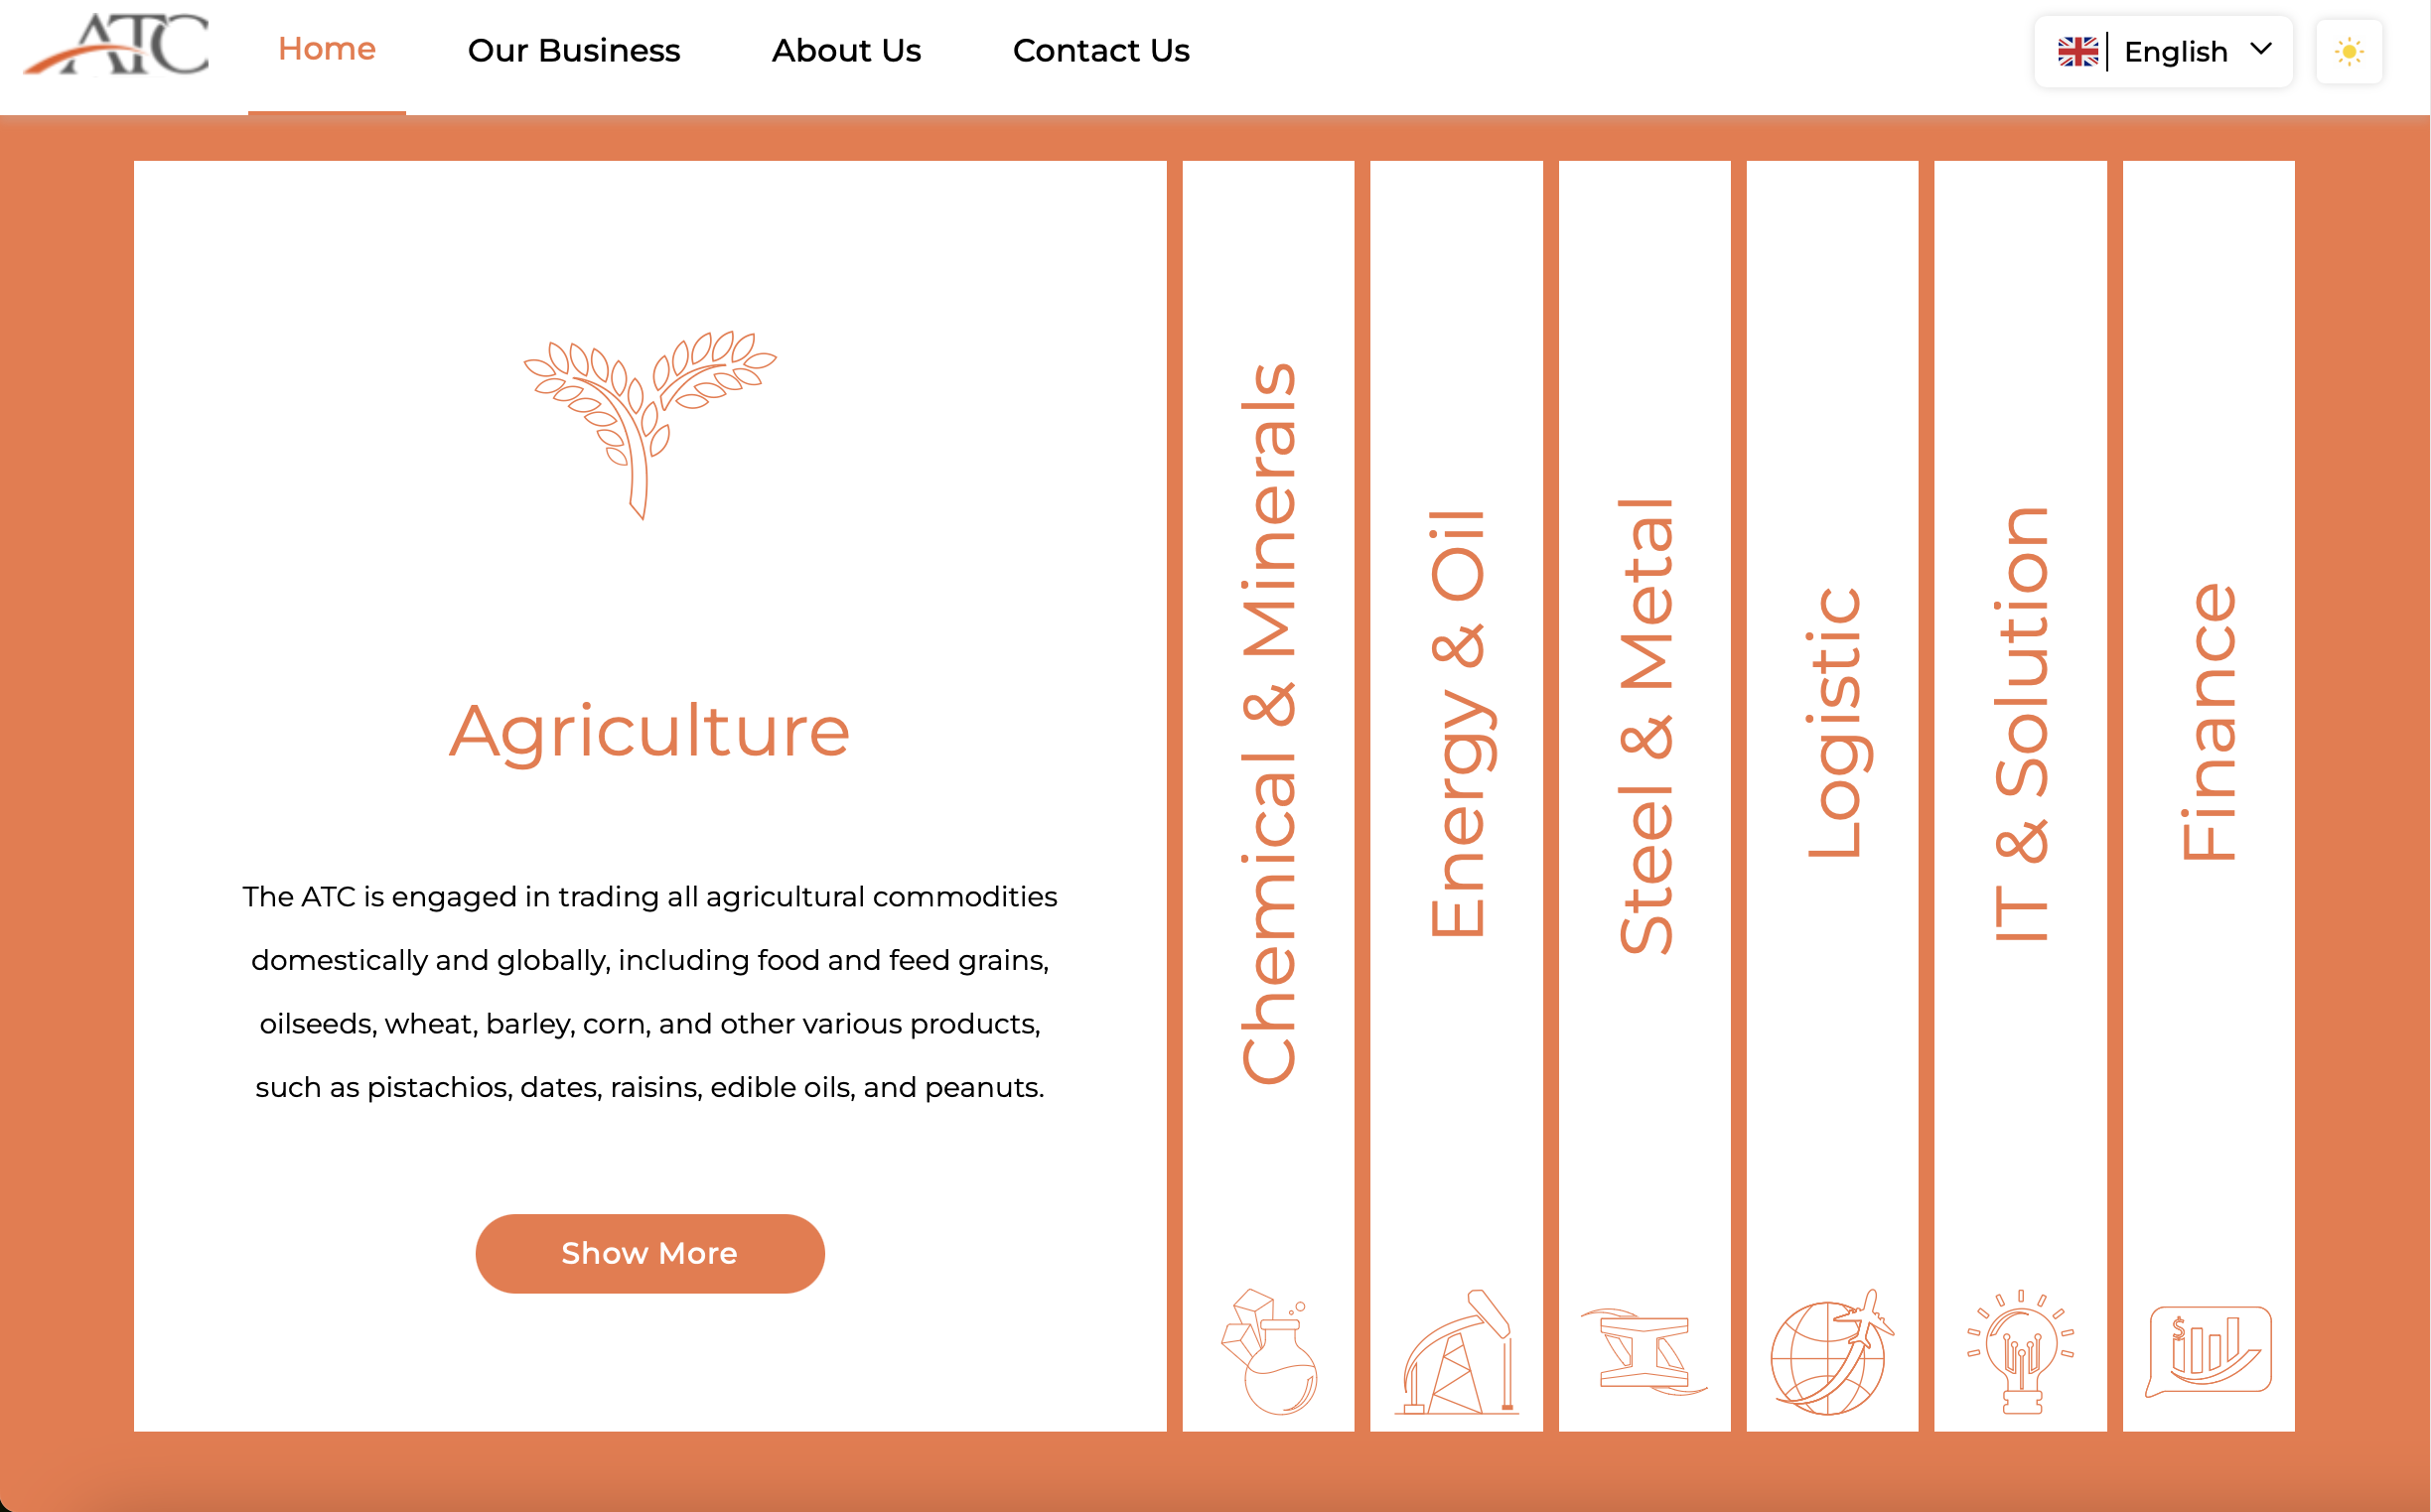 ATC
Home
Our Business
About Us
Contact Us
English
Agriculture
The ATC is engaged in trading all agricultural commodities
domestically and globally, including food and feed grains,
oilseeds, wheat, barley, corn, and other various products,
such as pistachios, dates, raisins, edible oils, and peanuts.
Show More
Chemical & Minerals
Energy & Oil
Steel & Metal
Logistic
IT & Solution
Finance
$